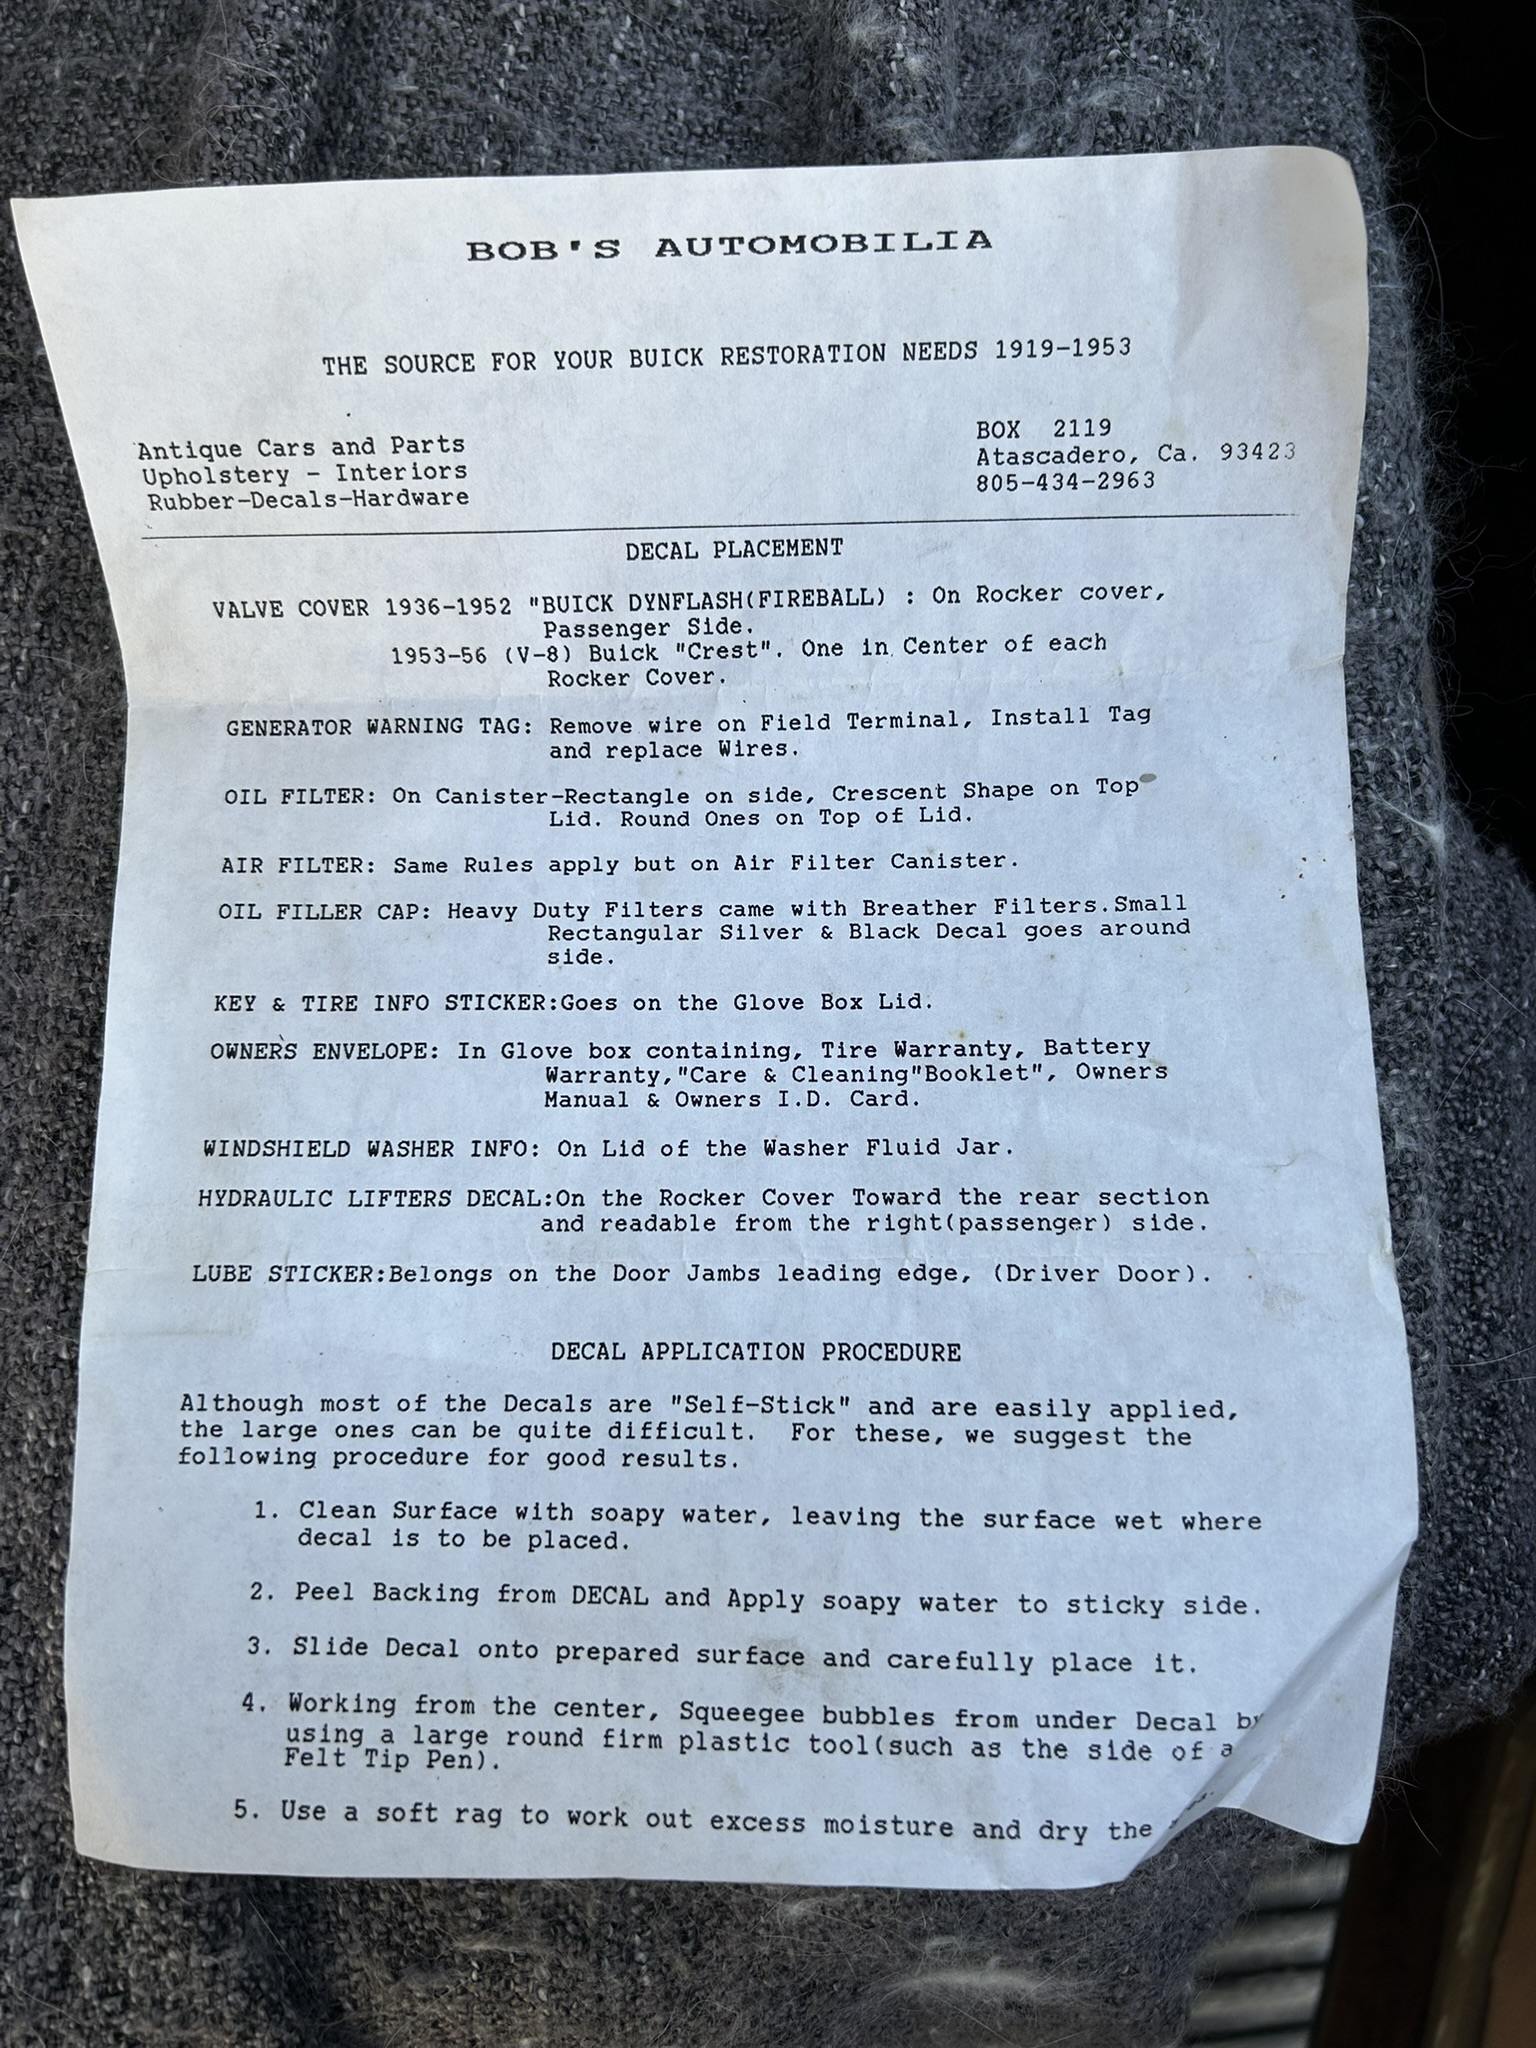 BOB'S AUTOMOBILIA
THE SOURCE FOR YOUR BUICK RESTORATION NEEDS 1919-1953
Antique Cars and Parts
Upholstery - Interiors
Rubber-Decals-Hardware
BOX 2119
Atascadero, Ca. 93423
805-434-2963
DECAL PLACEMENT
VALVE COVER 1936-1952 "BUICK DYNFLASH(FIREBALL) : On Rocker cover,
Passenger Side.
1953-56 (V-8) Buick "Crest". One in Center of each
Rocker Cover.
GENERATOR WARNING TAG: Remove wire on Field Terminal, Install Tag
and replace Wires.
OIL FILTER: On Canister-Rectangle on side, Crescent Shape on Top
Lid. Round Ones on Top of Lid.
AIR FILTER: Same Rules apply but on Air Filter Canister.
OIL FILLER CAP: Heavy Duty Filters came with Breather Filters.Small
Rectangular Silver & Black Decal goes around
side.
KEY & TIRE INFO STICKER:Goes on the Glove Box Lid.
OWNER'S ENVELOPE: In Glove box containing, Tire Warranty, Battery
Warranty,"Care & Cleaning"Booklet", Owners
Manual & Owners I.D. Card.
WINDSHIELD WASHER INFO: On Lid of the Washer Fluid Jar.
HYDRAULIC LIFTERS DECAL:On the Rocker Cover Toward the rear section
and readable from the right(passenger) side.
LUBE STICKER:Belongs on the Door Jambs leading edge, (Driver Door).
DECAL APPLICATION PROCEDURE
Although most of the Decals are "Self-Stick" and are easily applied,
the large ones can be quite difficult. For these, we suggest the
following procedure for good results.
1. Clean Surface with soapy water, leaving the surface wet where
decal is to be placed.
2. Peel Backing from DECAL and Apply soapy water to sticky side.
3. Slide Decal onto prepared surface and carefully place it.
4. Working from the center, Squeegee bubbles from under Decal by
using a large round firm plastic tool(such as the side of a
Felt Tip Pen).
5. Use a soft rag to work out excess moisture and dry the